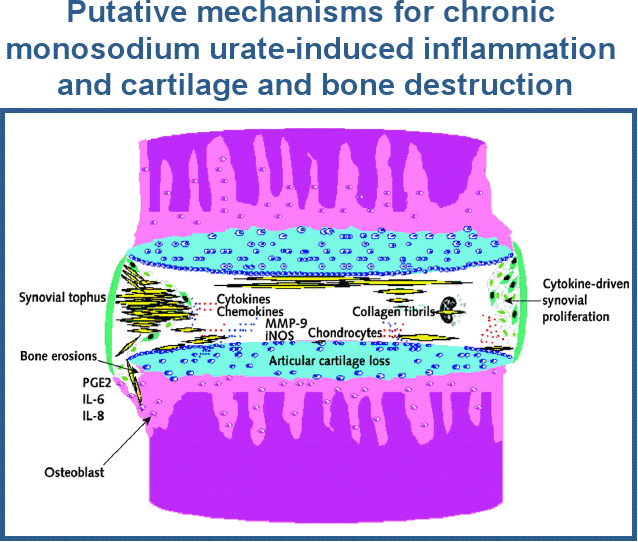 Putative mechanisms for chronic
monosodium urate-induced inflammation
and cartilage and bone destruction
Synovial tophus
Cytokines
Chemokines
MMP-9
iNOS
Collagen fibrils
Chondrocytes
Cytokine-driven
synovial
proliferation
Bone erosions
Articular cartilage loss
PGE2
IL-6
IL-8
Osteoblast